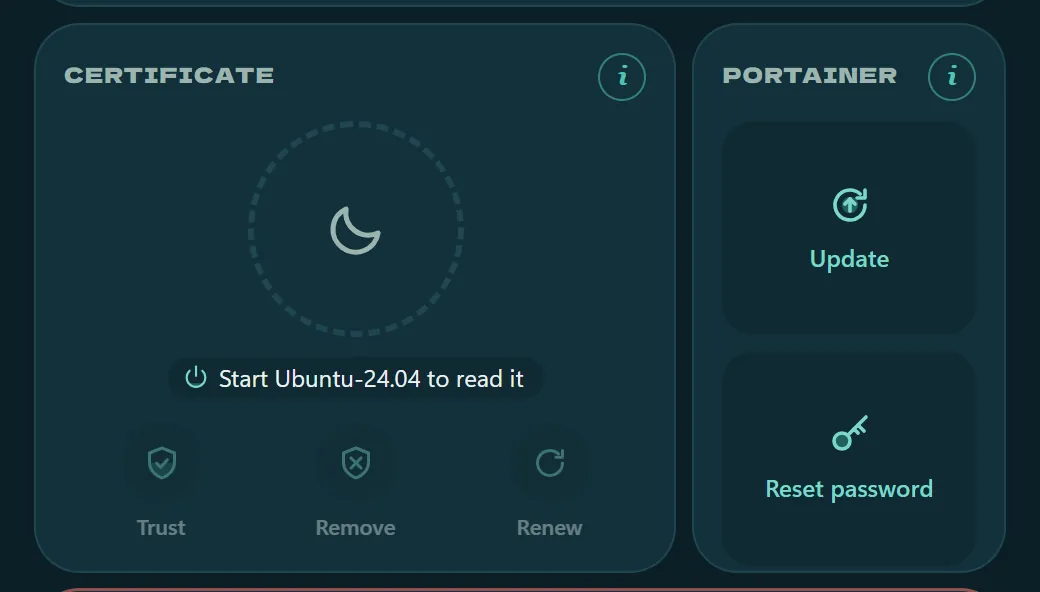 CERTIFICATE
i
PORTAINER
i
Update
Start Ubuntu-24.04 to read it
Reset password
Trust
Remove
Renew